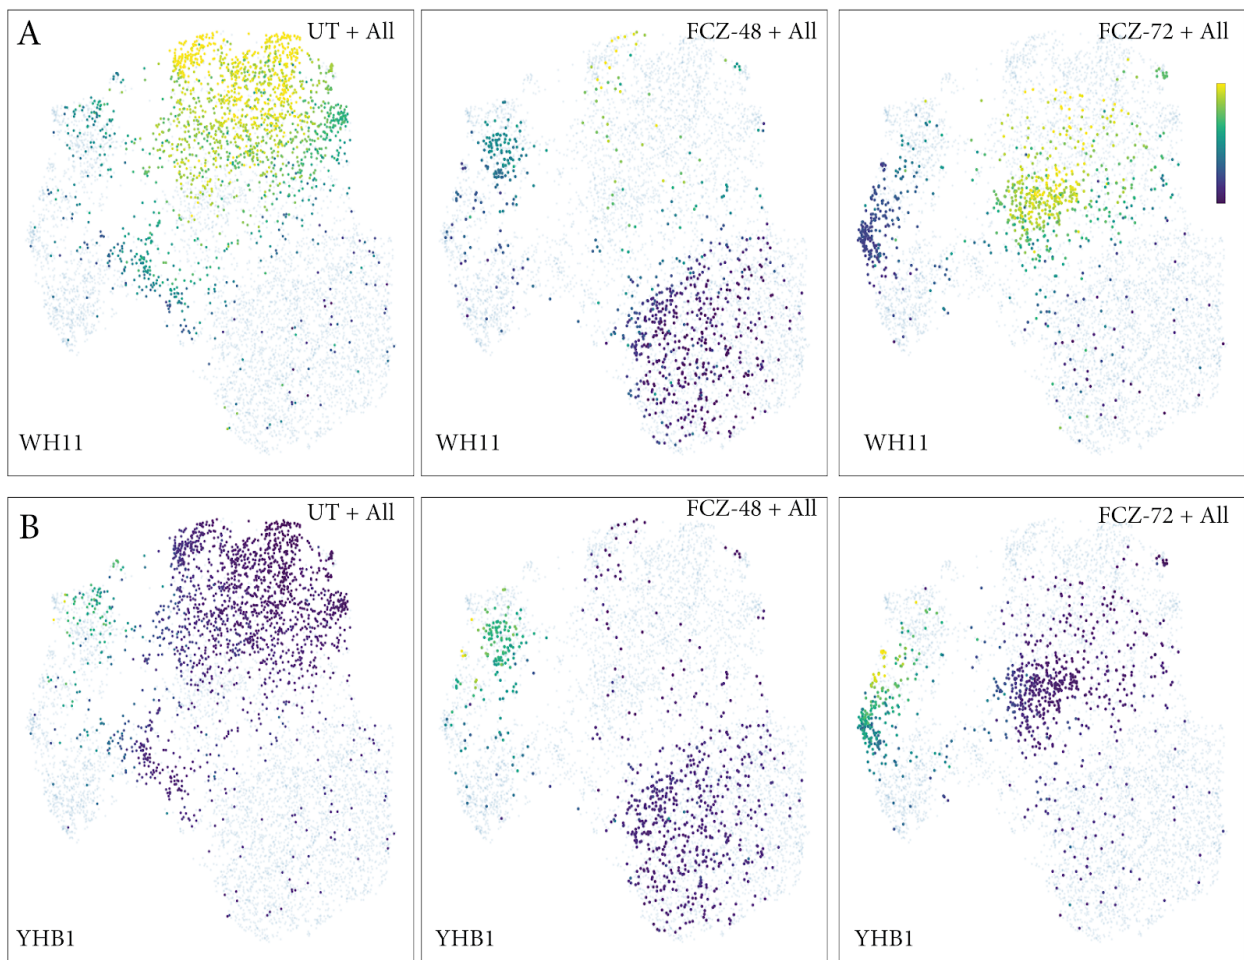 A
UT + All
FCZ-48 + All
FCZ-72 + All
WH11
WH11
WH11
B
UT + All
FCZ-48 + All
FCZ-72 + All
YHB1
YHB1
YHB1